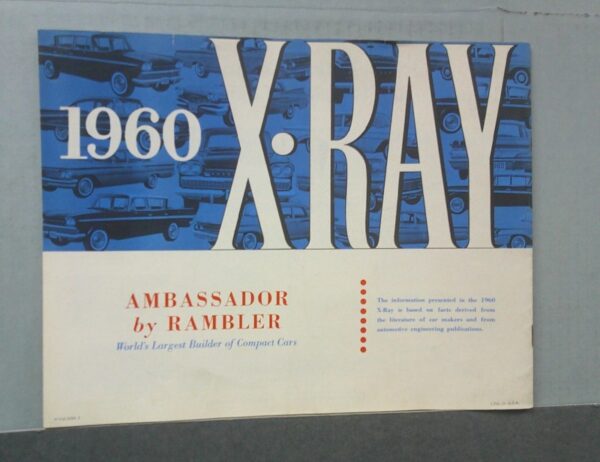 1960 X·RAY
AMBASSADOR
by RAMBLER
World's Largest Builder of Compact Cars
The information presented in the 1960
X-Ray is based on facts derived from
the literature of car makers and from
automotive engineering publications.